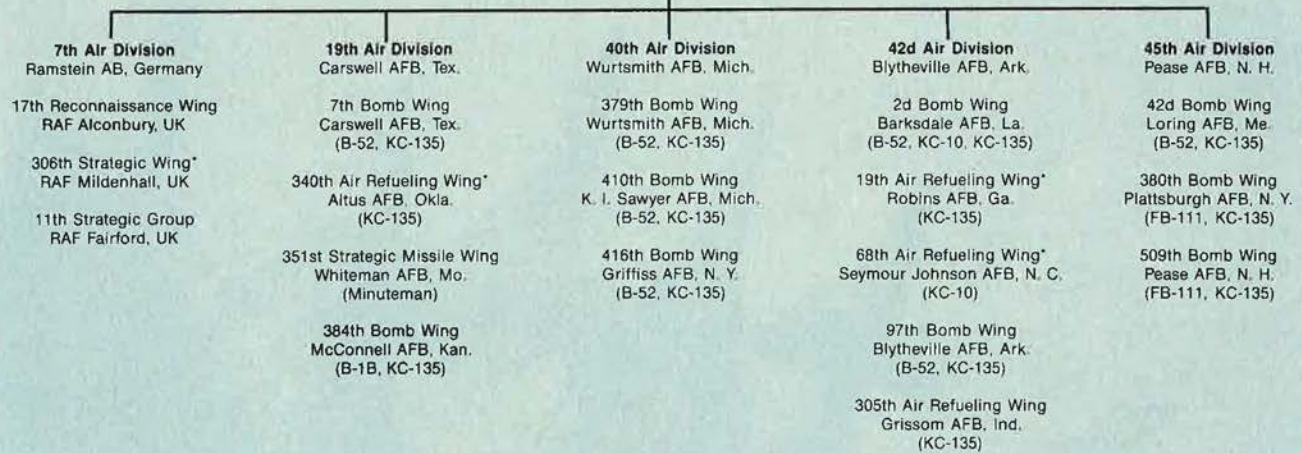 7th Air Division
Ramstein AB, Germany
17th Reconnaissance Wing
RAF Alconbury, UK
306th Strategic Wing*
RAF Mildenhall, UK
11th Strategic Group
RAF Fairford, UK
19th Air Division
Carswell AFB, Tex.
7th Bomb Wing
Carswell AFB, Tex.
(B-52, KC-135)
340th Air Refueling Wing*
Altus AFB, Okla.
(KC-135)
351st Strategic Missile Wing
Whiteman AFB, Mo.
(Minuteman)
384th Bomb Wing
McConnell AFB, Kan.
(B-1B, KC-135)
40th Air Division
Wurtsmith AFB, Mich.
379th Bomb Wing
Wurtsmith AFB, Mich.
(B-52, KC-135)
410th Bomb Wing
K. I. Sawyer AFB, Mich.
(B-52, KC-135)
416th Bomb Wing
Griffiss AFB, N. Y.
(B-52, KC-135)
42d Air Division
Blytheville AFB, Ark.
2d Bomb Wing
Barksdale AFB, La.
(B-52, KC-10, KC-135)
19th Air Refueling Wing*
Robins AFB, Ga.
(KC-135)
68th Air Refueling Wing*
Seymour Johnson AFB, N. C.
(KC-10)
97th Bomb Wing
Blytheville AFB, Ark.
(B-52, KC-135)
305th Air Refueling Wing
Grissom AFB, Ind.
(KC-135)
45th Air Division
Pease AFB, N. H.
42d Bomb Wing
Loring AFB, Me.
(B-52, KC-135)
380th Bomb Wing
Plattsburgh AFB, N. Y.
(FB-111, KC-135)
509th Bomb Wing
Pease AFB, N. H.
(FB-111, KC-135)